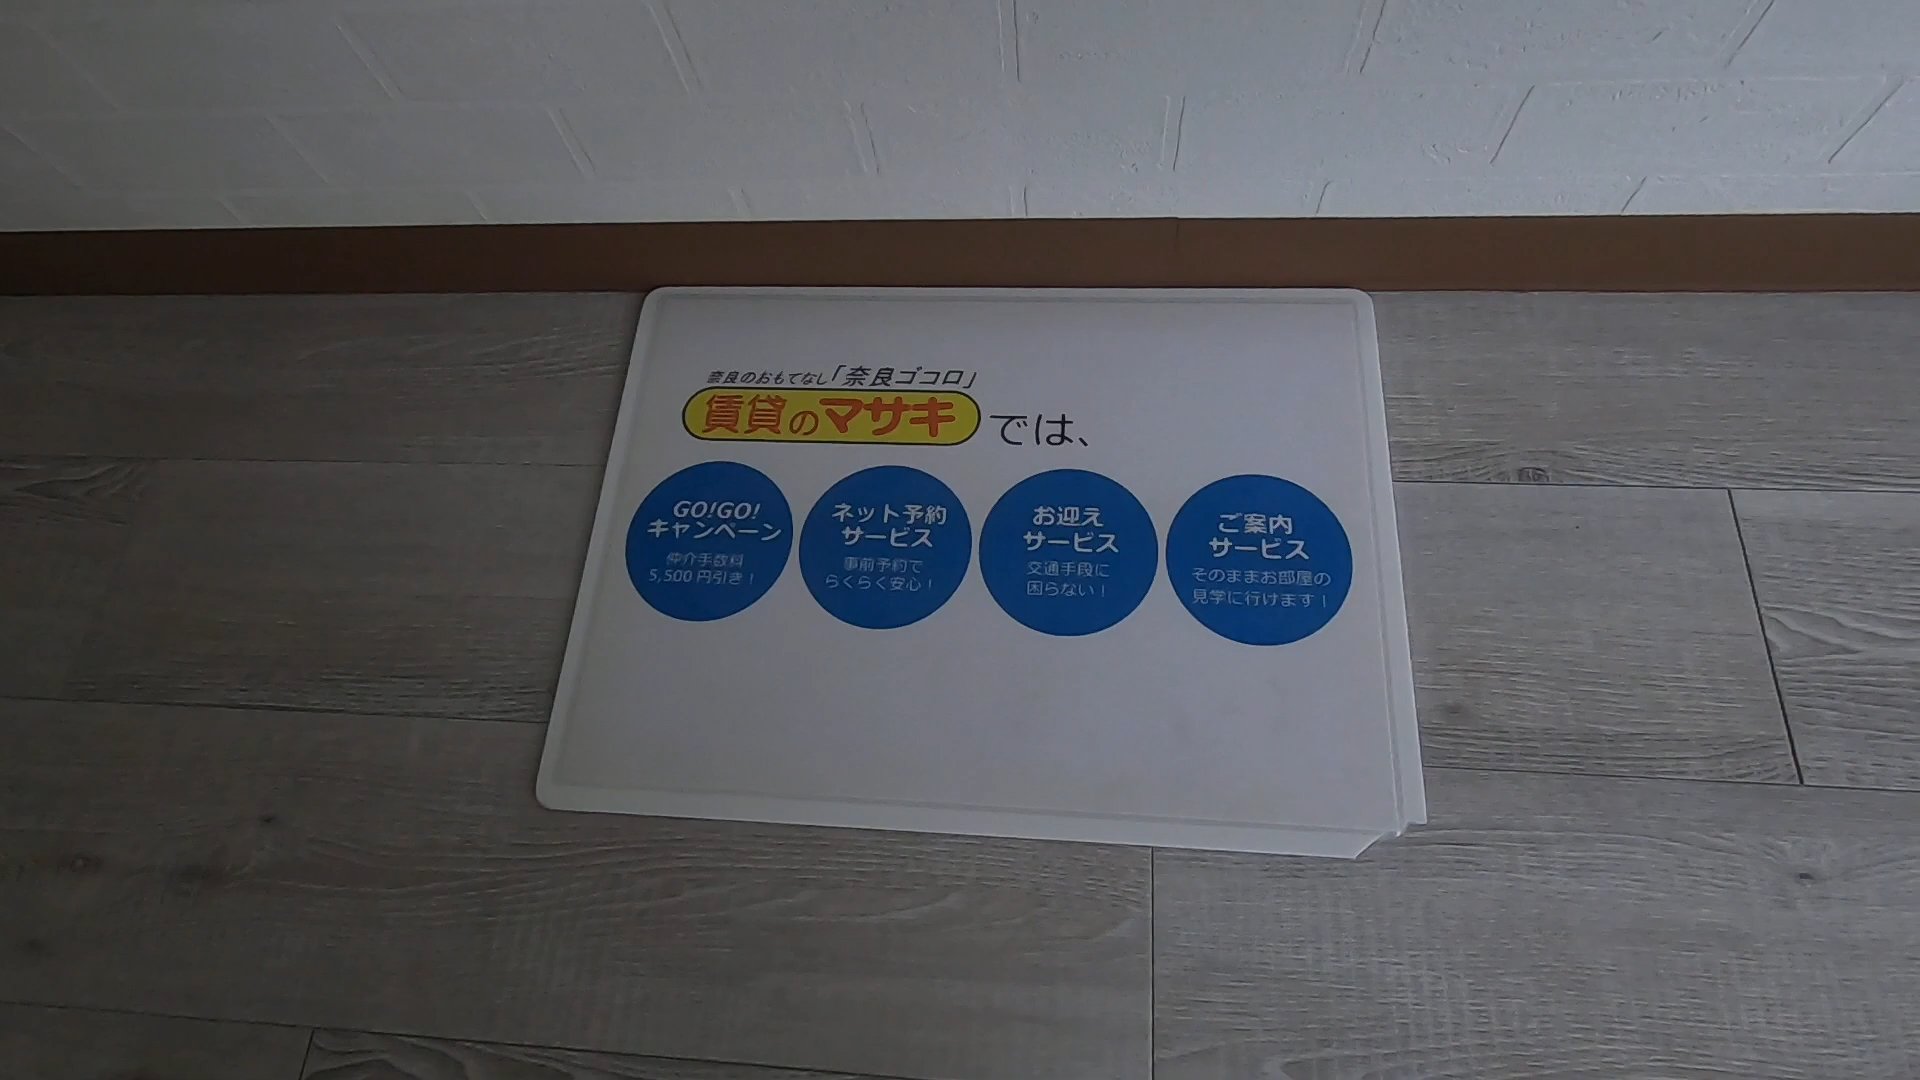 奈良のおもてなし「奈良ゴコロ」
賃貸のマサキでは、
GO!GO!
キャンペーン
仲介手数料
5,500円引き！
ネット予約
サービス
事前予約で
らくらく安心！
お迎え
サービス
交通手段に
困らない！
ご案内
サービス
そのままお部屋の
見学に行けます！